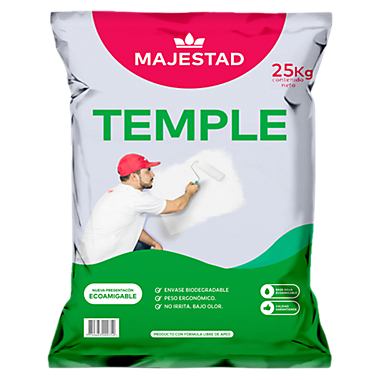 MAJESTAD
25Kg
contenido
neto
TEMPLE
NUEVA PRESENTACIÓN
ECOAMIGABLE
ENVASE BIODEGRADABLE
PESO ERGONÓMICO.
NO IRRITA. BAJO OLOR.
PRODUCTO CON FÓRMULA LIBRE DE APEO